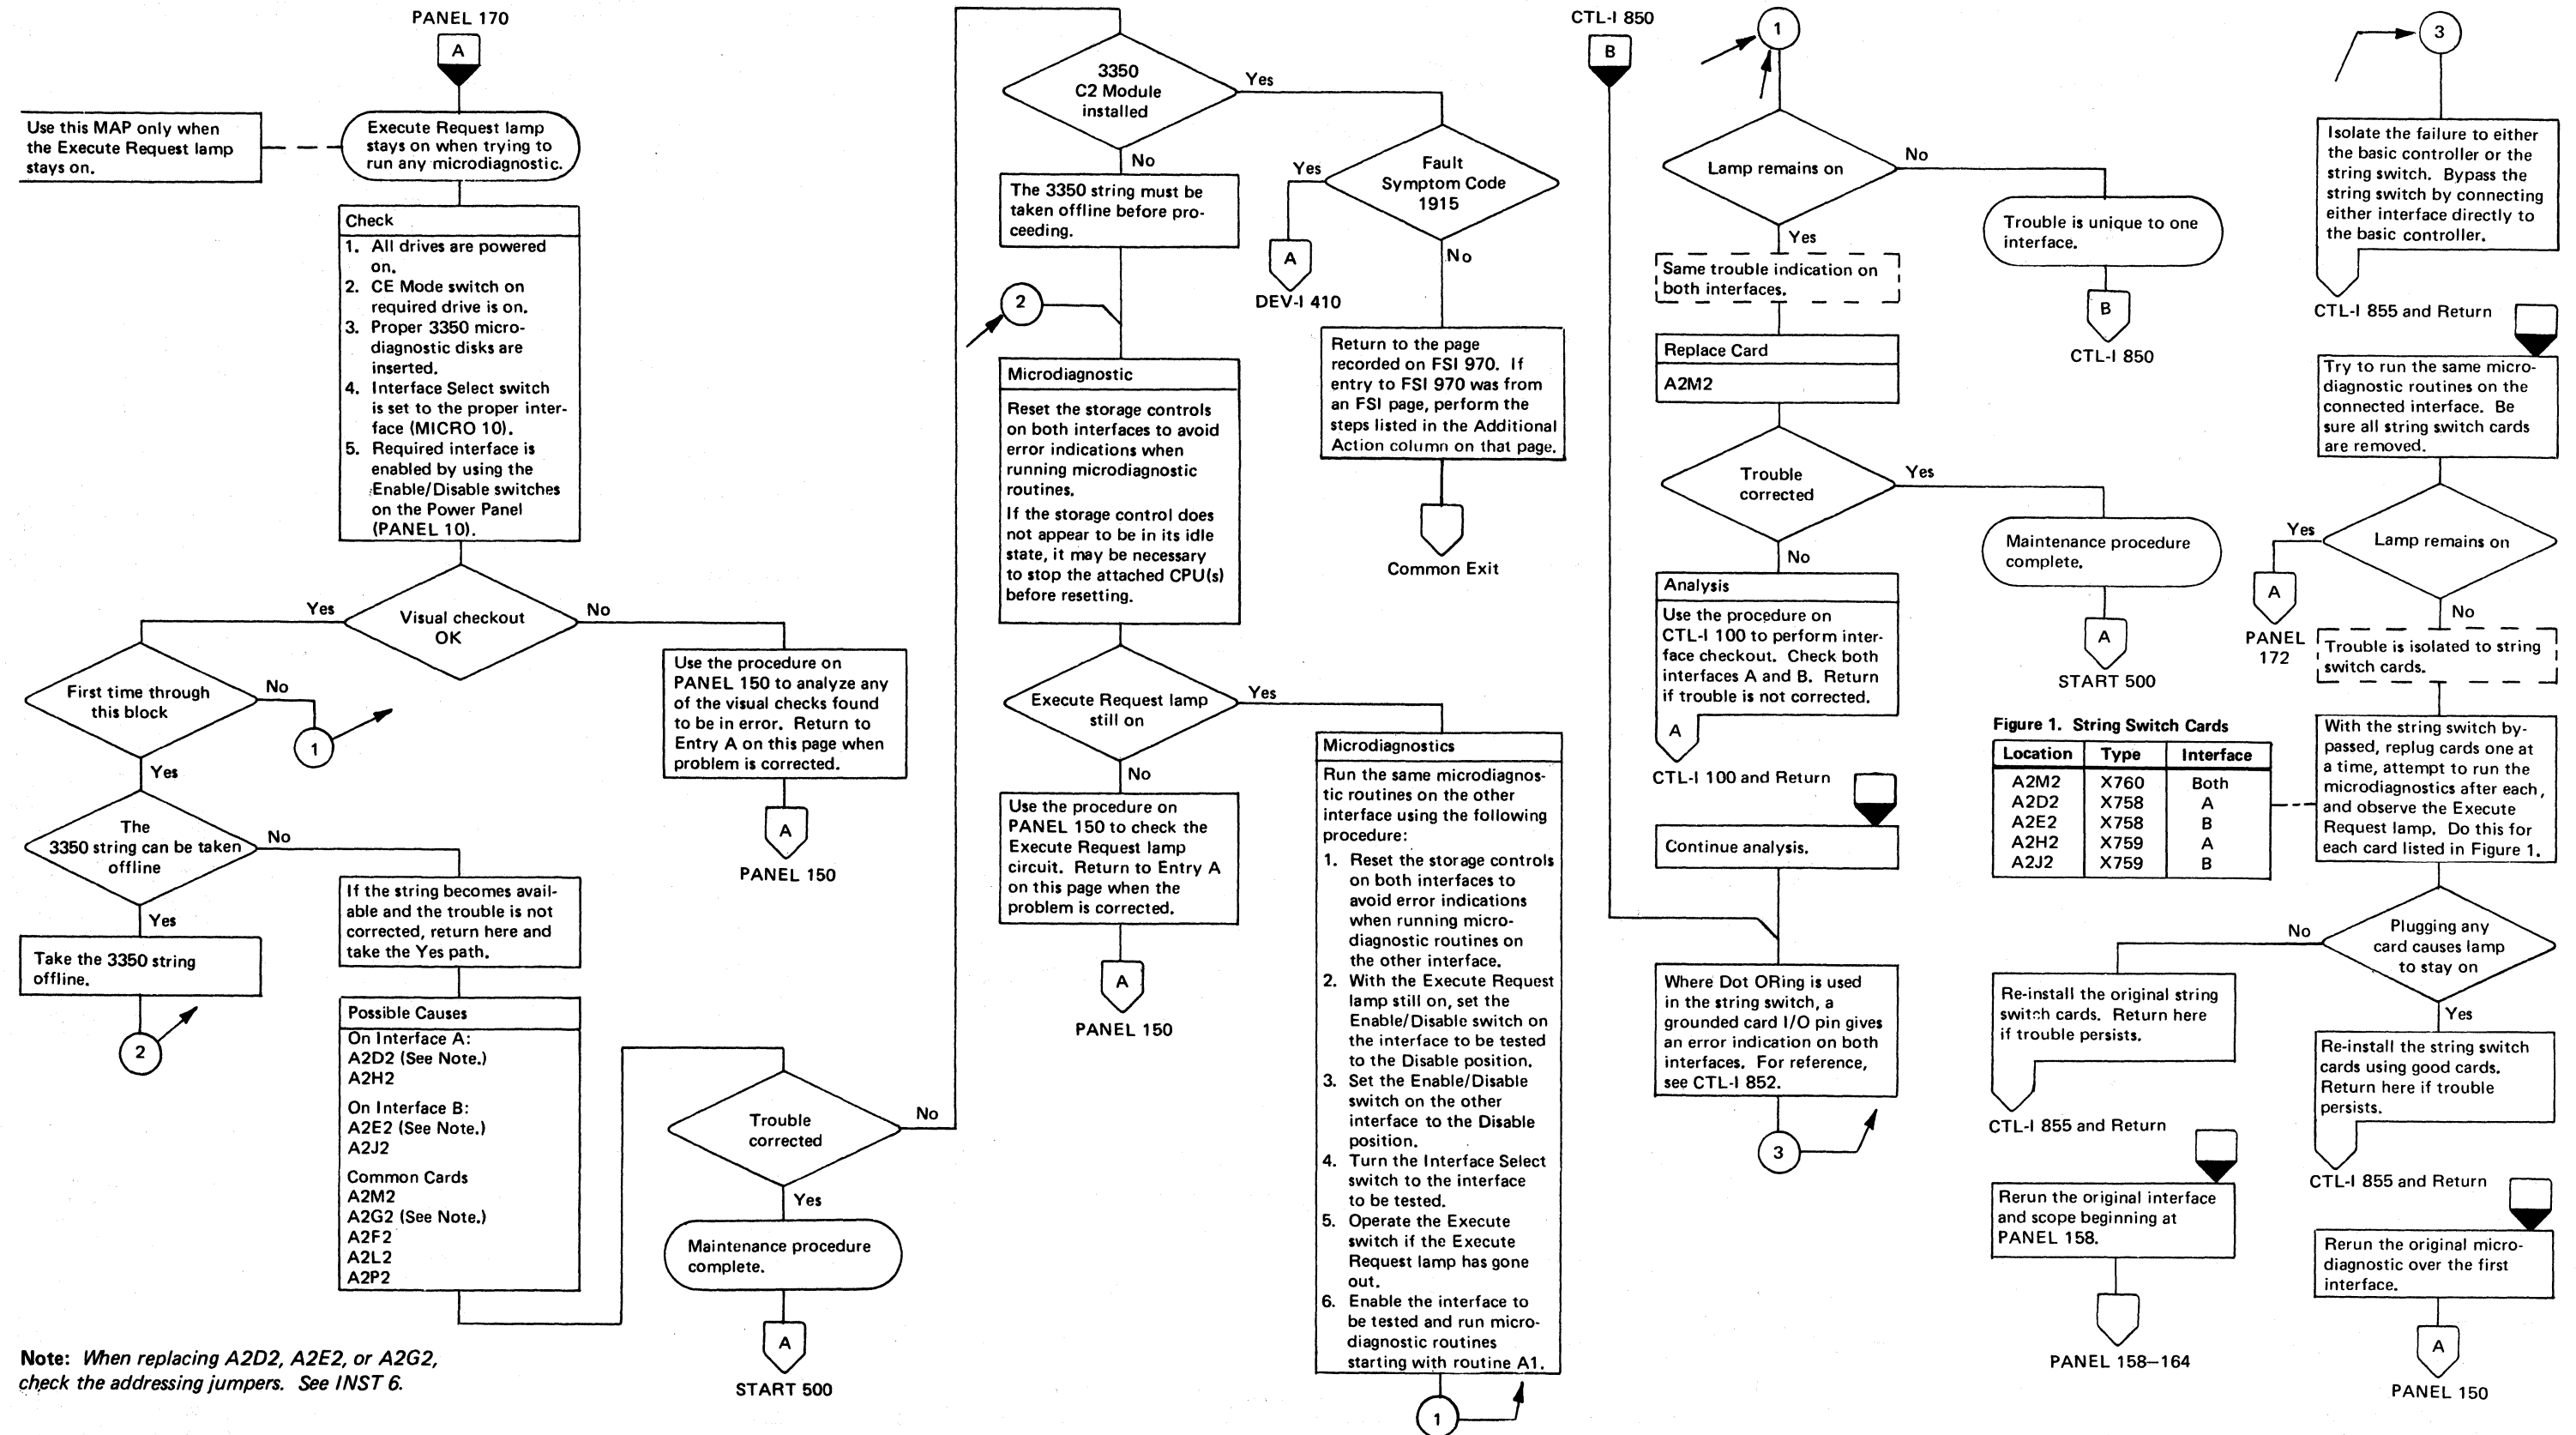 PANEL 170
A
Use this MAP only when
the Execute Request lamp
stays on.
Execute Request lamp
stays on when trying to
run any microdiagnostic.
Check
1. All drives are powered
on.
2. CE Mode switch on
required drive is on.
3. Proper 3350 micro-
diagnostic disks are
inserted.
4. Interface Select switch
is set to the proper inter-
face (MICRO 10).
5. Required interface is
enabled by using the
Enable/Disable switches
on the Power Panel
(PANEL 10).
Visual checkout
OK
Yes
No
First time through
this block
No
1
Yes
Use the procedure on
PANEL 150 to analyze any
of the visual checks found
to be in error. Return to
Entry A on this page when
problem is corrected.
A
PANEL 150
The
3350 string can be taken
offline
No
Yes
Take the 3350 string
offline.
2
If the string becomes avail-
able and the trouble is not
corrected, return here and
take the Yes path.
Possible Causes
On Interface A:
A2D2 (See Note.)
A2H2
On Interface B:
A2E2 (See Note.)
A2J2
Common Cards
A2M2
A2G2 (See Note.)
A2F2
A2L2
A2P2
Trouble
corrected
No
Yes
Maintenance procedure
complete.
A
START 500
Note: When replacing A2D2, A2E2, or A2G2,
check the addressing jumpers. See INST 6.
3350
C2 Module
installed
Yes
No
The 3350 string must be
taken offline before pro-
ceeding.
2
Fault
Symptom Code
1915
Yes
A
DEV-I 410
No
Return to the page
recorded on FSI 970. If
entry to FSI 970 was from
an FSI page, perform the
steps listed in the Additional
Action column on that page.
Common Exit
Microdiagnostic
Reset the storage controls
on both interfaces to avoid
error indications when
running microdiagnostic
routines.
If the storage control does
not appear to be in its idle
state, it may be necessary
to stop the attached CPU(s)
before resetting.
Execute Request lamp
still on
Yes
No
Use the procedure on
PANEL 150 to check the
Execute Request lamp
circuit. Return to Entry A
on this page when the
problem is corrected.
A
PANEL 150
Microdiagnostics
Run the same microdiagnos-
tic routines on the other
interface using the following
procedure:
1. Reset the storage controls
on both interfaces to
avoid error indications
when running micro-
diagnostic routines on
the other interface.
2. With the Execute Request
lamp still on, set the
Enable/Disable switch on
the interface to be tested
to the Disable position.
3. Set the Enable/Disable
switch on the other
interface to the Disable
position.
4. Turn the Interface Select
switch to the interface
to be tested.
5. Operate the Execute
switch if the Execute
Request lamp has gone
out.
6. Enable the interface to
be tested and run micro-
diagnostic routines
starting with routine A1.
1
CTL-I 850
B
1
Lamp remains on
No
Yes
Trouble is unique to one
interface.
B
CTL-I 850
Same trouble indication on
both interfaces.
Replace Card
A2M2
Trouble
corrected
Yes
No
Maintenance procedure
complete.
A
START 500
Analysis
Use the procedure on
CTL-I 100 to perform inter-
face checkout. Check both
interfaces A and B. Return
if trouble is not corrected.
A
CTL-I 100 and Return
Continue analysis.
Where Dot ORing is used
in the string switch, a
grounded card I/O pin gives
an error indication on both
interfaces. For reference,
see CTL-I 852.
3
3
Isolate the failure to either
the basic controller or the
string switch. Bypass the
string switch by connecting
either interface directly to
the basic controller.
CTL-I 855 and Return
Try to run the same micro-
diagnostic routines on the
connected interface. Be
sure all string switch cards
are removed.
Lamp remains on
Yes
A
PANEL
172
No
Trouble is isolated to string
switch cards.
Figure 1. String Switch Cards
Location Type Interface
A2M2 X760 Both
A2D2 X758 A
A2E2 X758 B
A2H2 X759 A
A2J2 X759 B
With the string switch by-
passed, replug cards one at
a time, attempt to run the
microdiagnostics after each,
and observe the Execute
Request lamp. Do this for
each card listed in Figure 1.
Plugging any
card causes lamp
to stay on
No
Yes
Re-install the original string
switch cards. Return here
if trouble persists.
CTL-I 855 and Return
Rerun the original interface
and scope beginning at
PANEL 158.
PANEL 158–164
Re-install the string switch
cards using good cards.
Return here if trouble
persists.
CTL-I 855 and Return
Rerun the original micro-
diagnostic over the first
interface.
A
PANEL 150